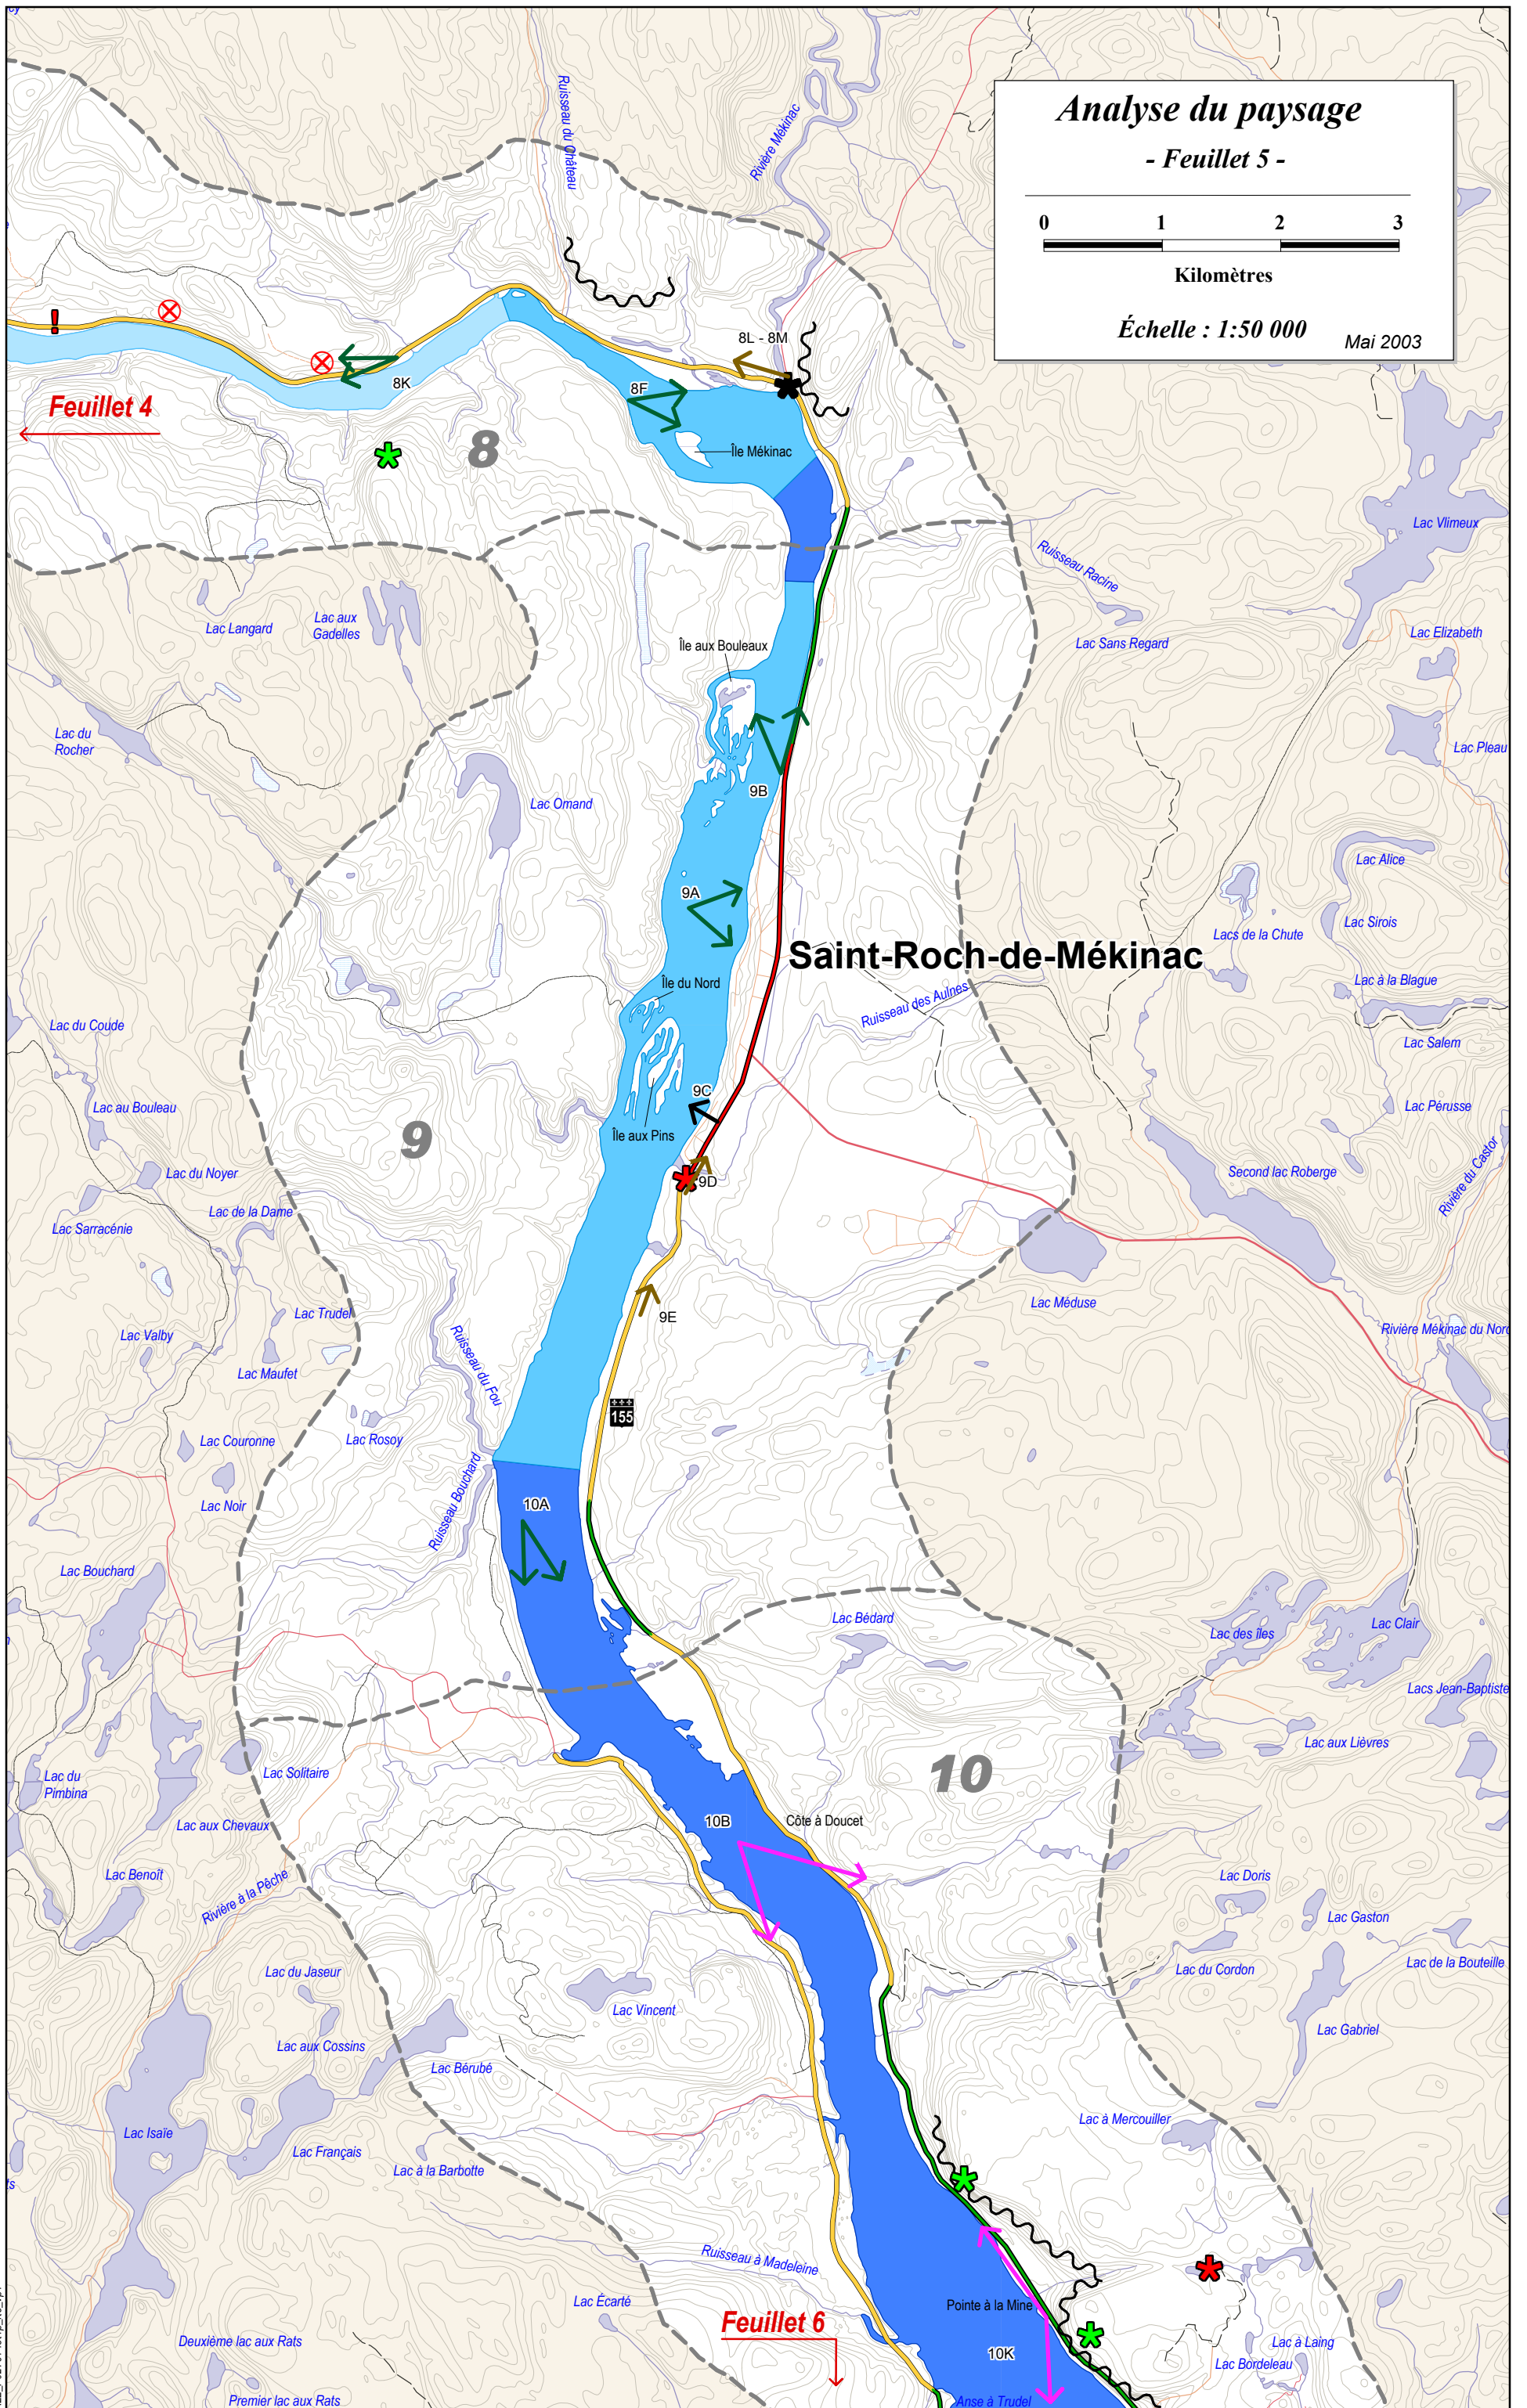 Analyse du paysage
- Feuillet 5 -
0 1 2 3
Kilomètres
Échelle : 1:50 000
Mai 2003
Ruisseau du Château
Rivière Mékinac
!
8L - 8M
8K
8F
Feuillet 4
8
Île Mékinac
Lac Vlimeux
Ruisseau Racine
Lac Langard
Lac aux
Gadelles
Lac Sans Regard
Lac Elizabeth
Île aux Bouleaux
Lac du
Rocher
Lac Pleau
9B
Lac Omand
Lac Alice
9A
Lac Sirois
Lacs de la Chute
Saint-Roch-de-Mékinac
Île du Nord
Lac à la Blague
Ruisseau des Aulnes
Lac du Coude
Lac Salem
9C
Lac au Bouleau
Lac Pérusse
Île aux Pins
9
Lac du Noyer
Second lac Roberge
Rivière du Castor
9D
Lac de la Dame
Lac Sarracénie
Lac Méduse
Lac Trudel
9E
Lac Valby
Rivière Mékinac du Nord
Ruisseau du Fou
Lac Maufet
155
Lac Couronne
Lac Rosoy
Lac Noir
Ruisseau Bouchard
10A
Lac Bouchard
Lac Bédard
Lac des îles
Lac Clair
Lacs Jean-Baptiste
Lac aux Lièvres
Lac Solitaire
10
Lac du
Pimbina
Lac aux Chevaux
10B
Côte à Doucet
Lac Benoît
Lac Doris
Rivière à la Pêche
Lac Gaston
Lac de la Bouteille
Lac du Jaseur
Lac du Cordon
Lac Vincent
Lac Gabriel
Lac aux Cossins
Lac Bérubé
Lac à Mercouiller
Lac Isaïe
Lac Français
Lac à la Barbotte
Ruisseau à Madeleine
Lac Écarté
Pointe à la Mine
Feuillet 6
Deuxième lac aux Rats
Lac à Laing
10K
Lac Bordeleau
Premier lac aux Rats
Anse à Trudel